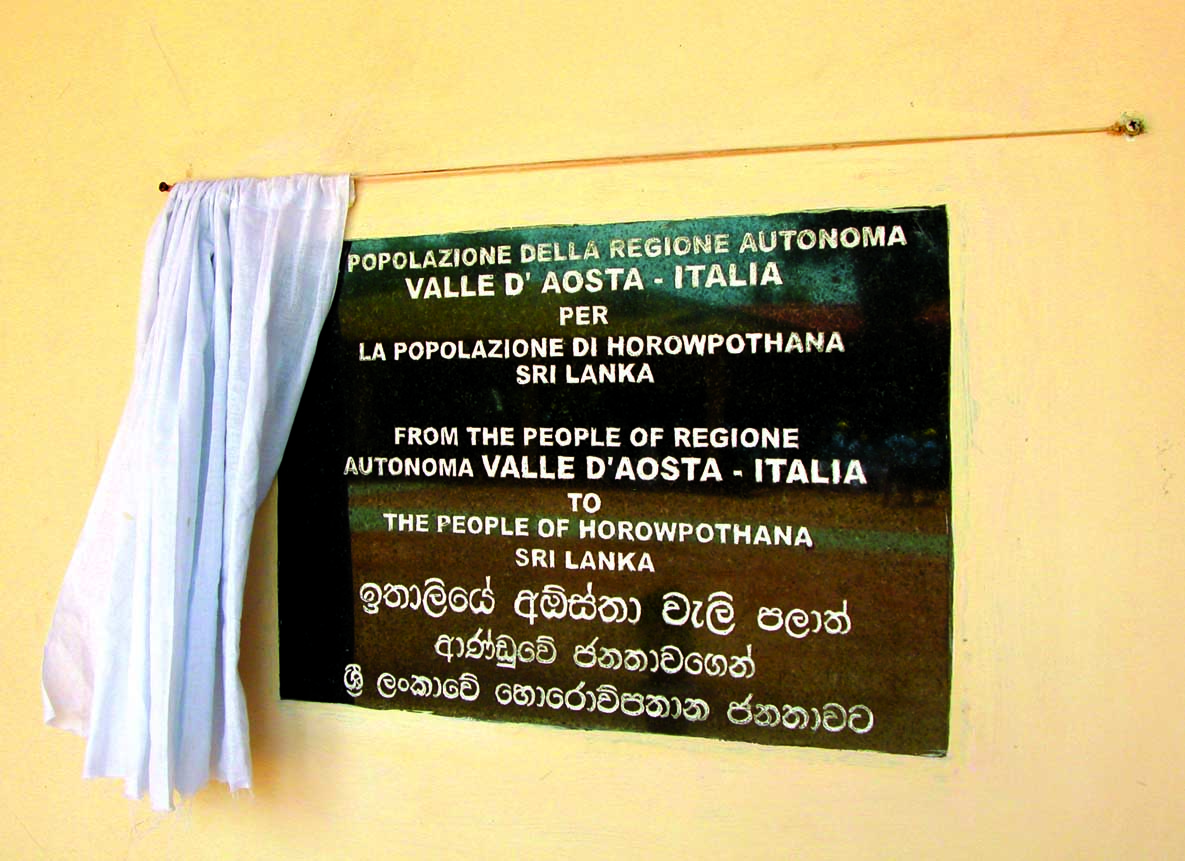 POPOLAZIONE DELLA REGIONE AUTONOMA
VALLE D' AOSTA - ITALIA
PER
LA POPOLAZIONE DI HOROWPOTHANA
SRI LANKA
FROM THE PEOPLE OF REGIONE
AUTONOMA VALLE D'AOSTA - ITALIA
TO
THE PEOPLE OF HOROWPOTHANA
SRI LANKA
ඉතාලියේ අඕස්තා වැලි පලාත්
ආණ්ඩුවේ ජනතාවගෙන්
ශ්‍රී ලංකාවේ හොරොව්පතාන ජනතාවට